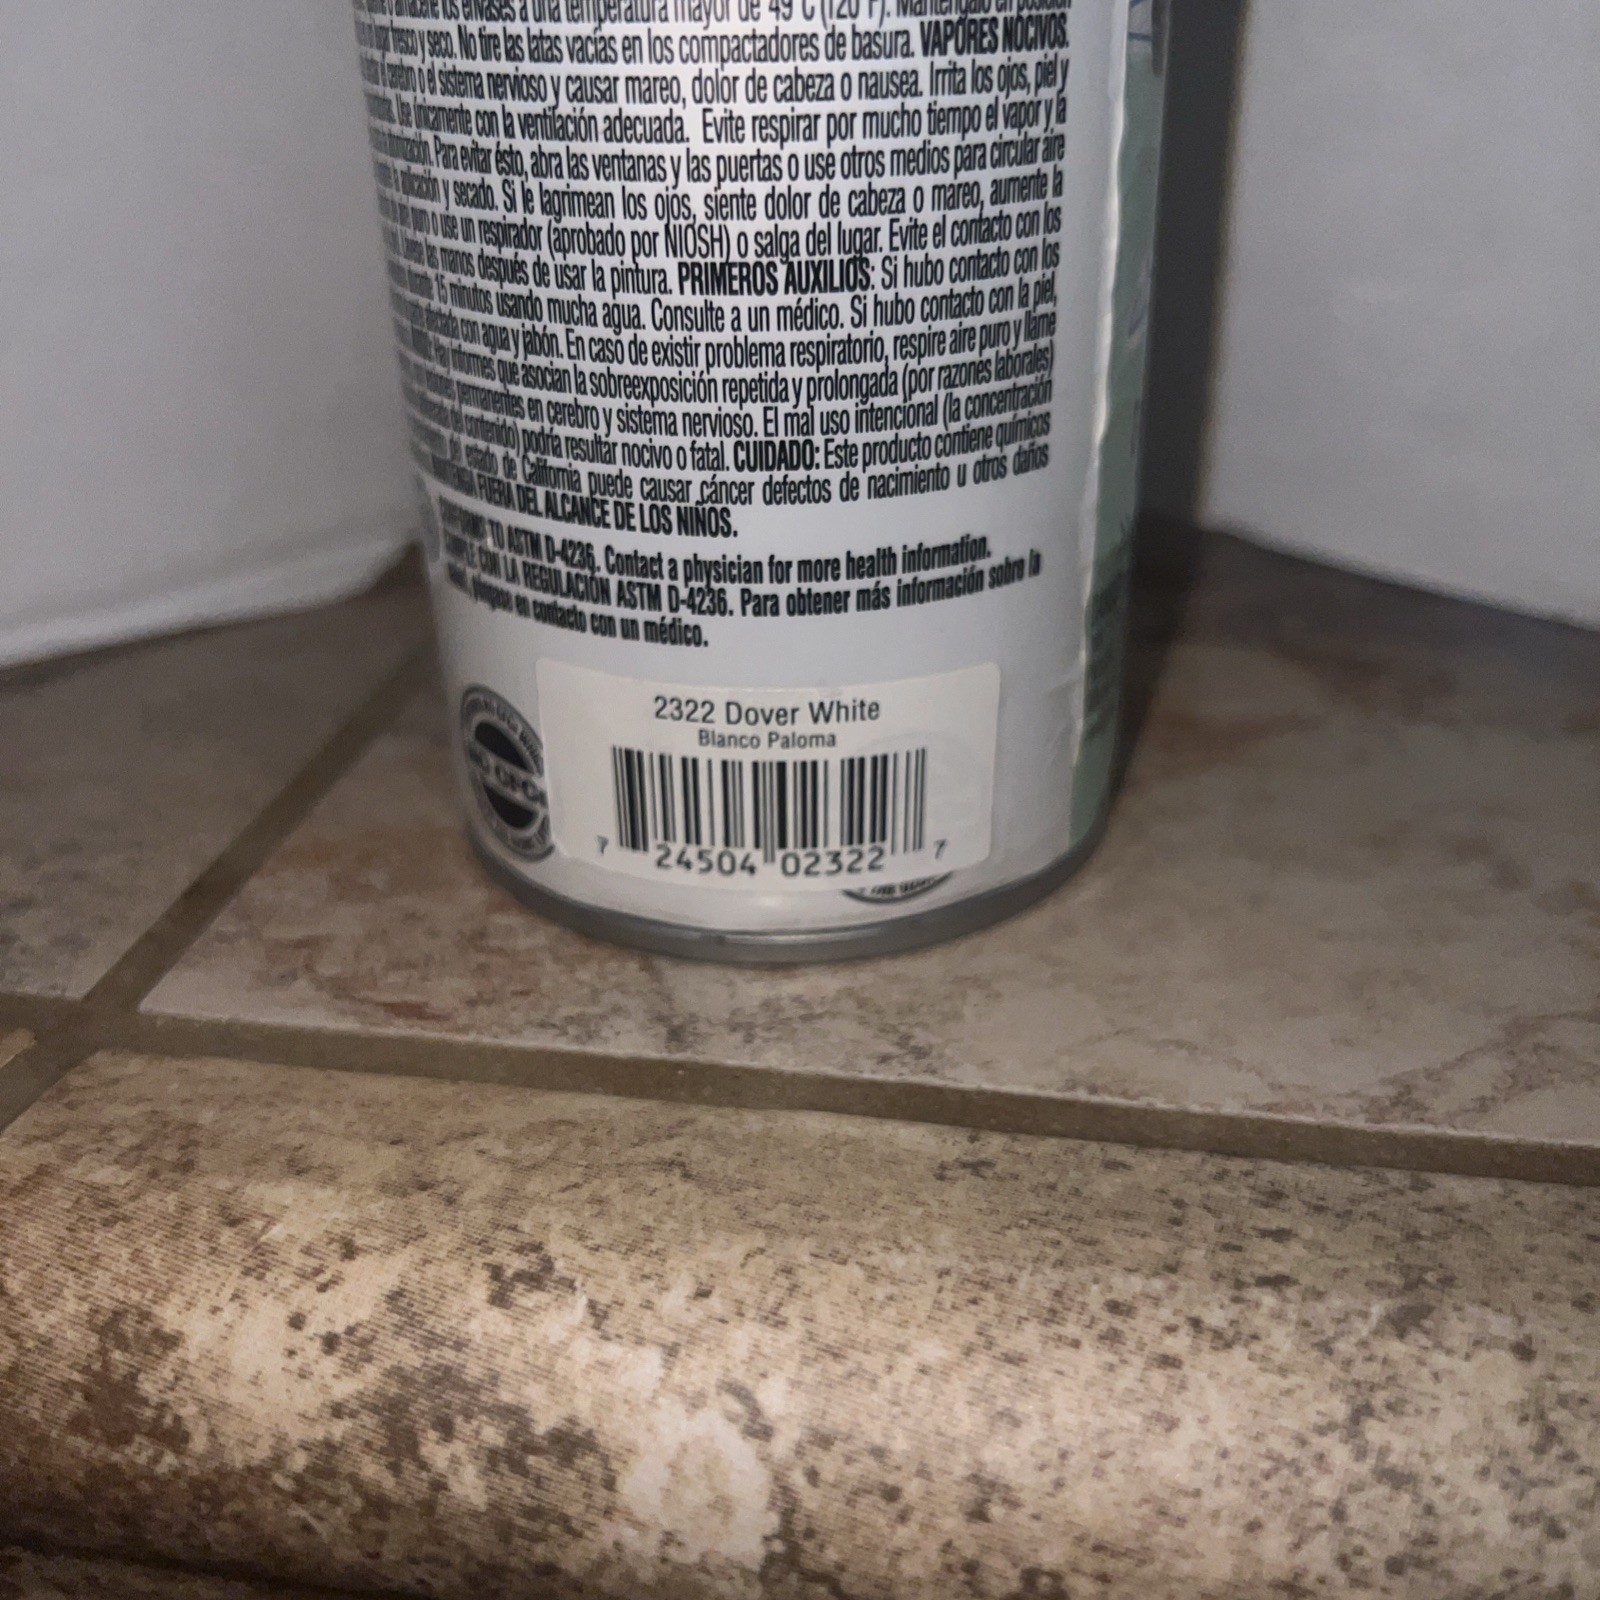 los envases a una temperatura mayor de 49°C (120°F). Manténgalo en posición
fresco y seco. No tire las latas vacías en los compactadores de basura. VAPORES NOCIVOS.
el cerebro o el sistema nervioso y causar mareo, dolor de cabeza o nausea. Irrita los ojos, piel y
Use únicamente con la ventilación adecuada. Evite respirar por mucho tiempo el vapor y la
Para evitar ésto, abra las ventanas y las puertas o use otros medios para circular aire
aplicación y secado. Si le lagrimean los ojos, siente dolor de cabeza o mareo, aumente la
puro o use un respirador (aprobado por NIOSH) o salga del lugar. Evite el contacto con los
las manos después de usar la pintura. PRIMEROS AUXILIOS: Si hubo contacto con los
15 minutos usando mucha agua. Consulte a un médico. Si hubo contacto con la piel,
con agua y jabón. En caso de existir problema respiratorio, respire aire puro y llame
Hay informes que asocian la sobreexposición repetida y prolongada (por razones laborales)
permanentes en cerebro y sistema nervioso. El mal uso intencional (la concentración
del contenido) podría resultar nocivo o fatal. CUIDADO: Este producto contiene químicos
estado de California puede causar cáncer defectos de nacimiento u otros daños
FUERA DEL ALCANCE DE LOS NIÑOS.
TO ASTM D-4236. Contact a physician for more health information.
CON LA REGULACIÓN ASTM D-4236. Para obtener más información sobre la
en contacto con un médico.
2322 Dover White
Blanco Paloma
7 24504 02322 7